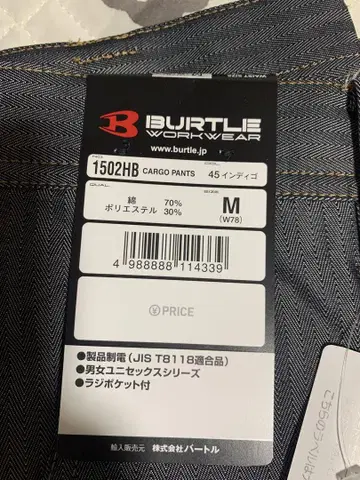 BURTLE
WORKWEAR
www.burtle.jp
1502HB CARGO PANTS
45 インディゴ
QUAL.
綿 70%
ポリエステル 30%
SIZE
M
(W78)
4 988888 114339
PRICE
●製品制電(JIS T8118適合品)
●男女ユニセックスシリーズ
●ラジポケット付
輸入販売元 株式会社バートル